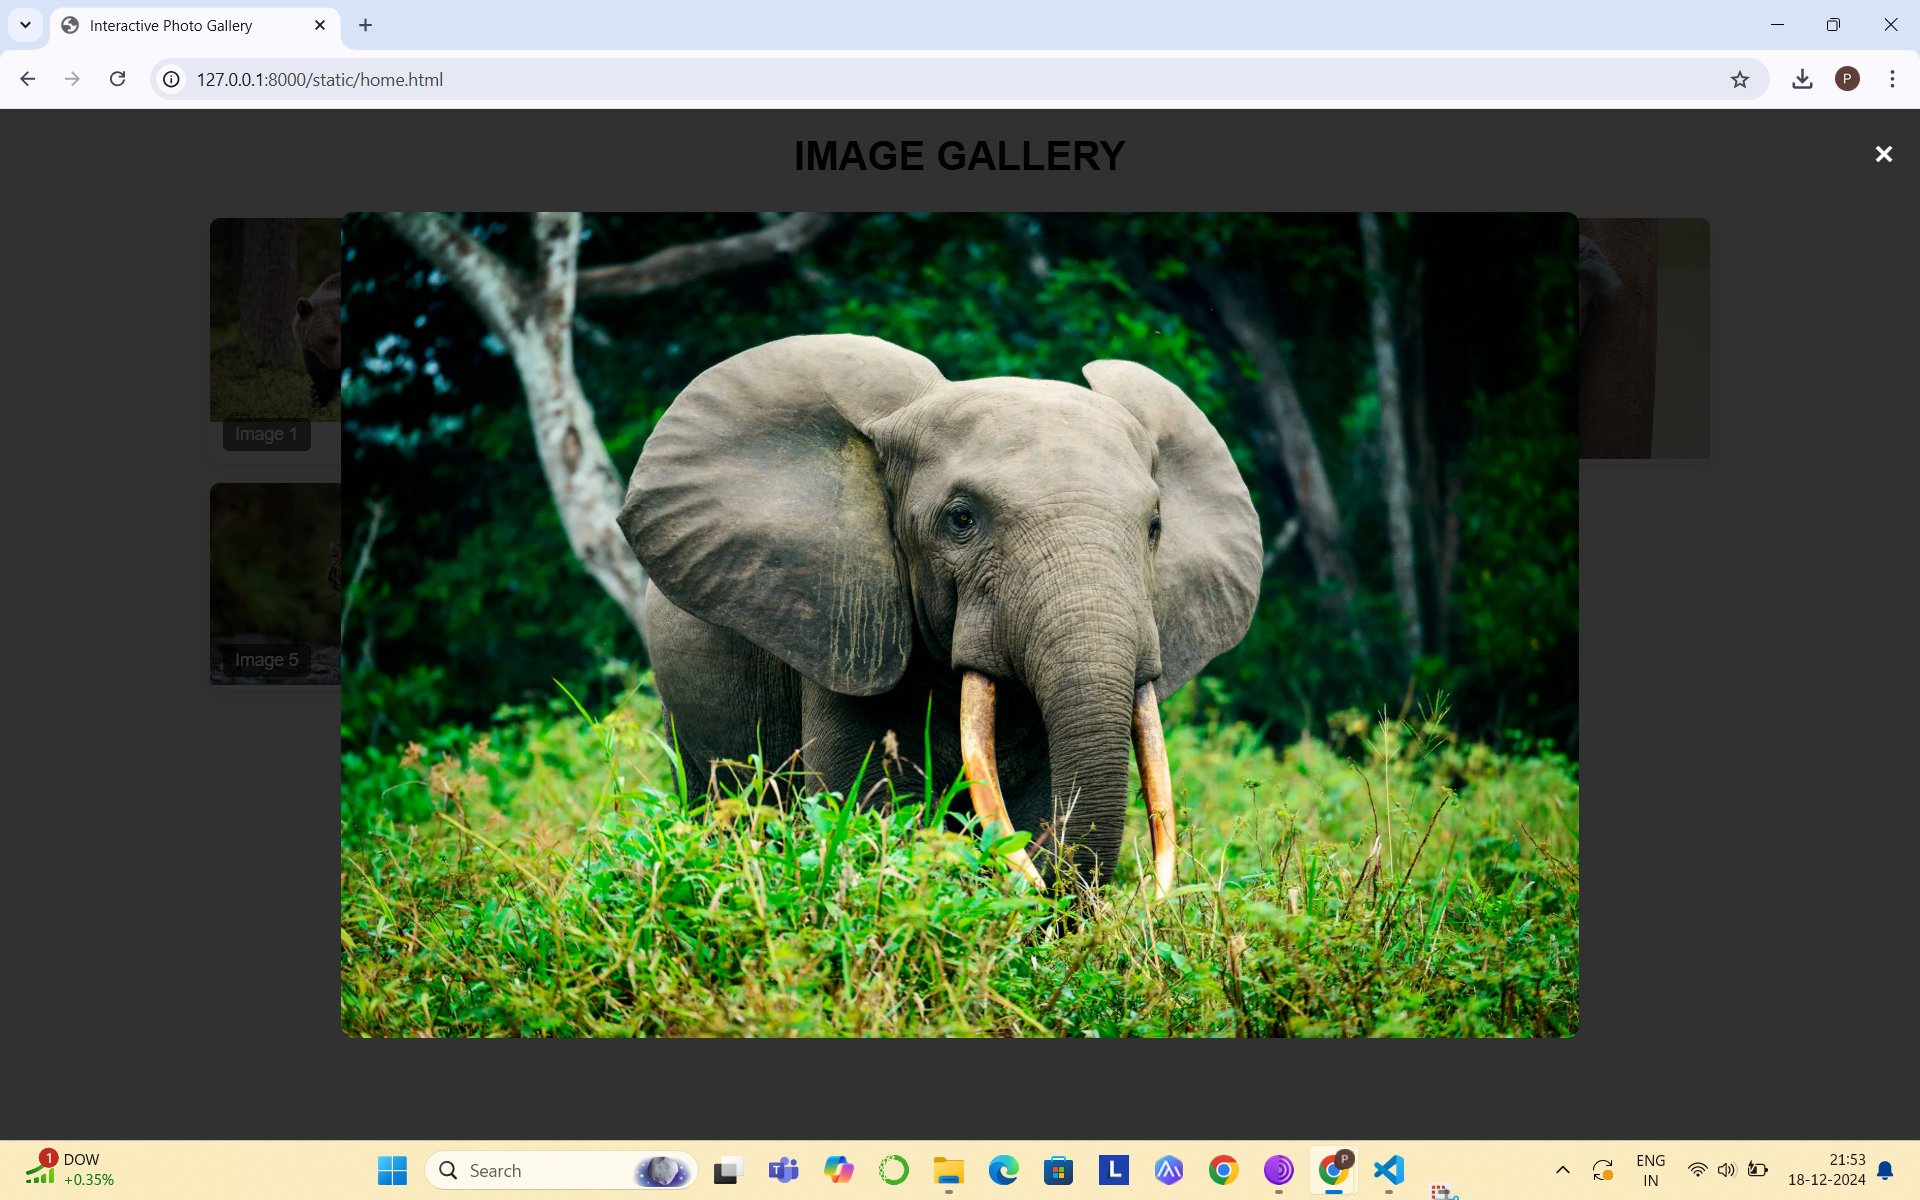 Interactive Photo Gallery
127.0.0.1:8000/static/home.html
P
IMAGE GALLERY
Image 1
Image 5
1
DOW
+0.35%
Search
L
P
ENG
IN
21:53
18-12-2024